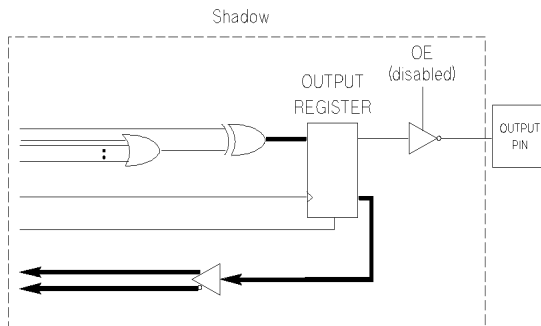 Shadow
OE
(disabled)
OUTPUT
REGISTER
OUTPUT
PIN